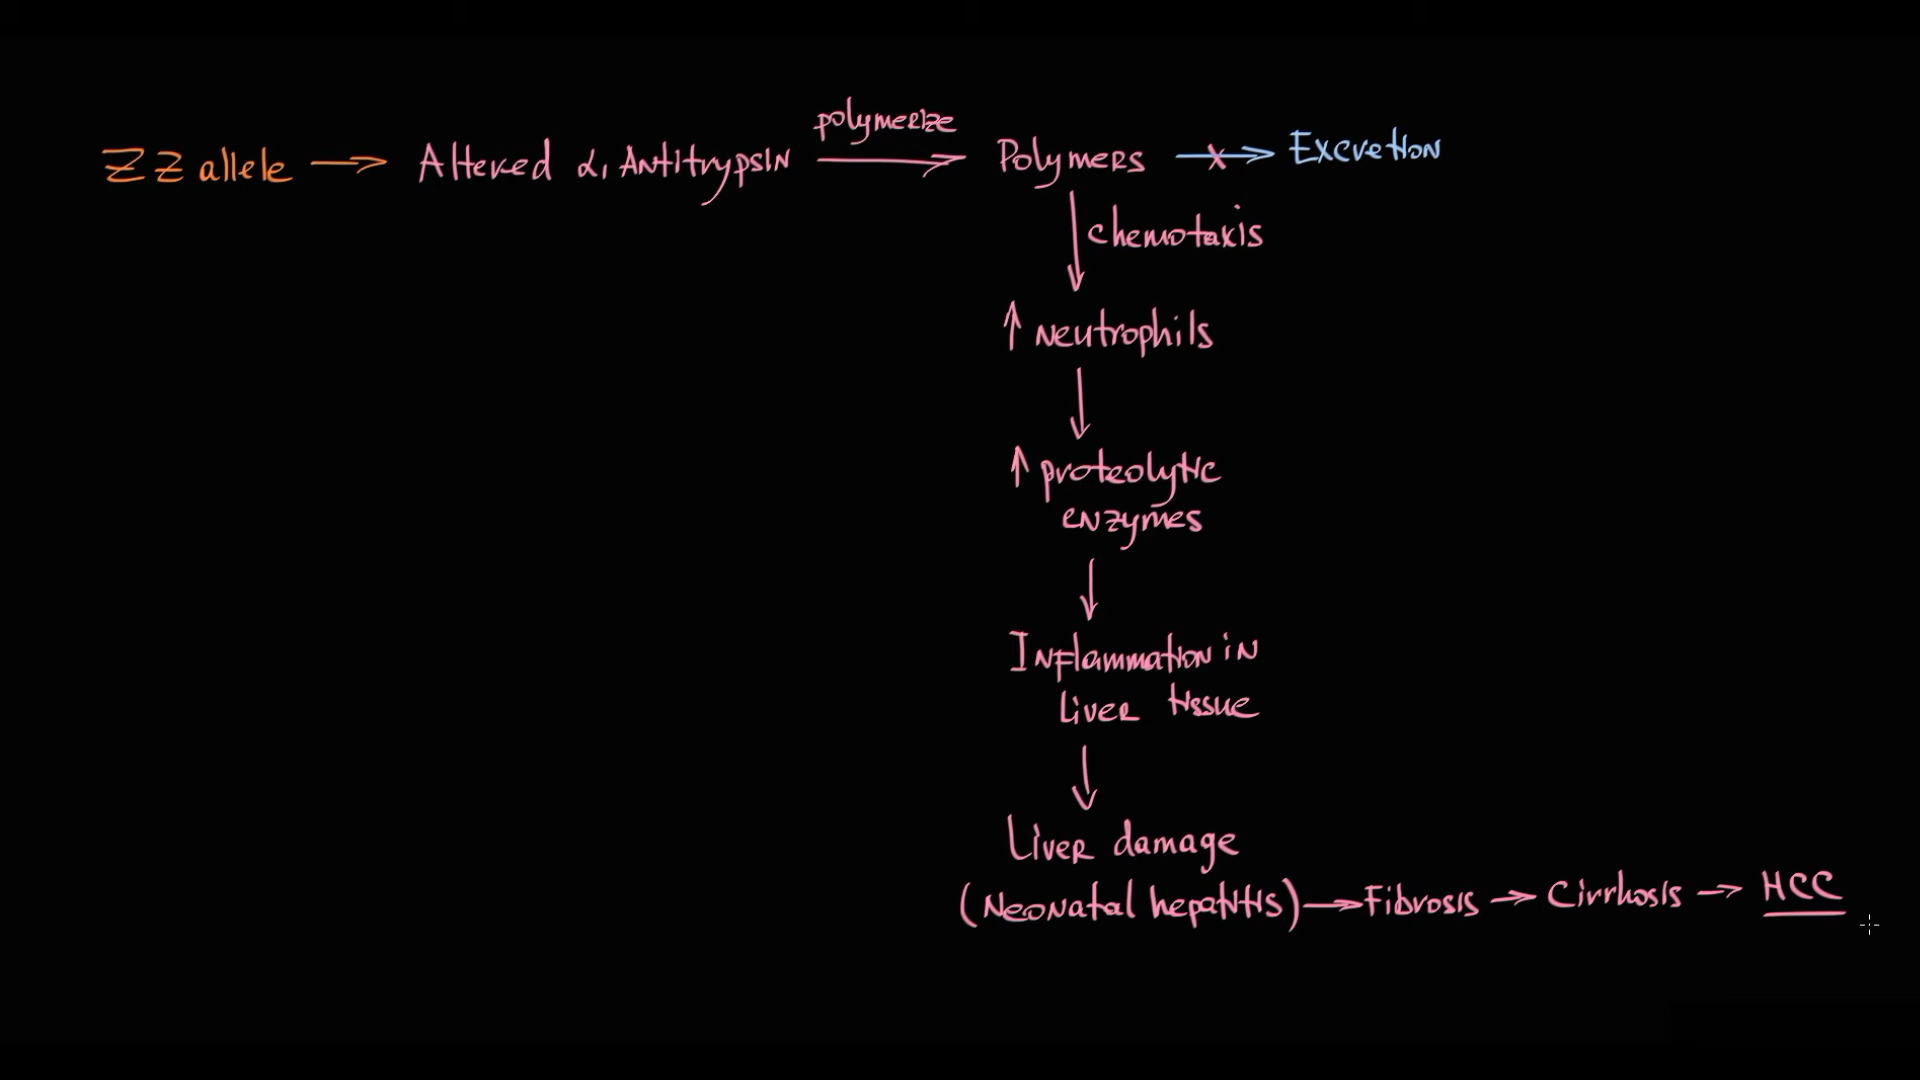 ZZ allele → Altered α₁ Antitrypsin polymerize → Polymers → x Excretion
chemotaxis
↑ Neutrophils
↑ proteolytic
enzymes
Inflammation in
liver tissue
Liver damage
(Neonatal hepatitis) → Fibrosis → Cirrhosis → HCC